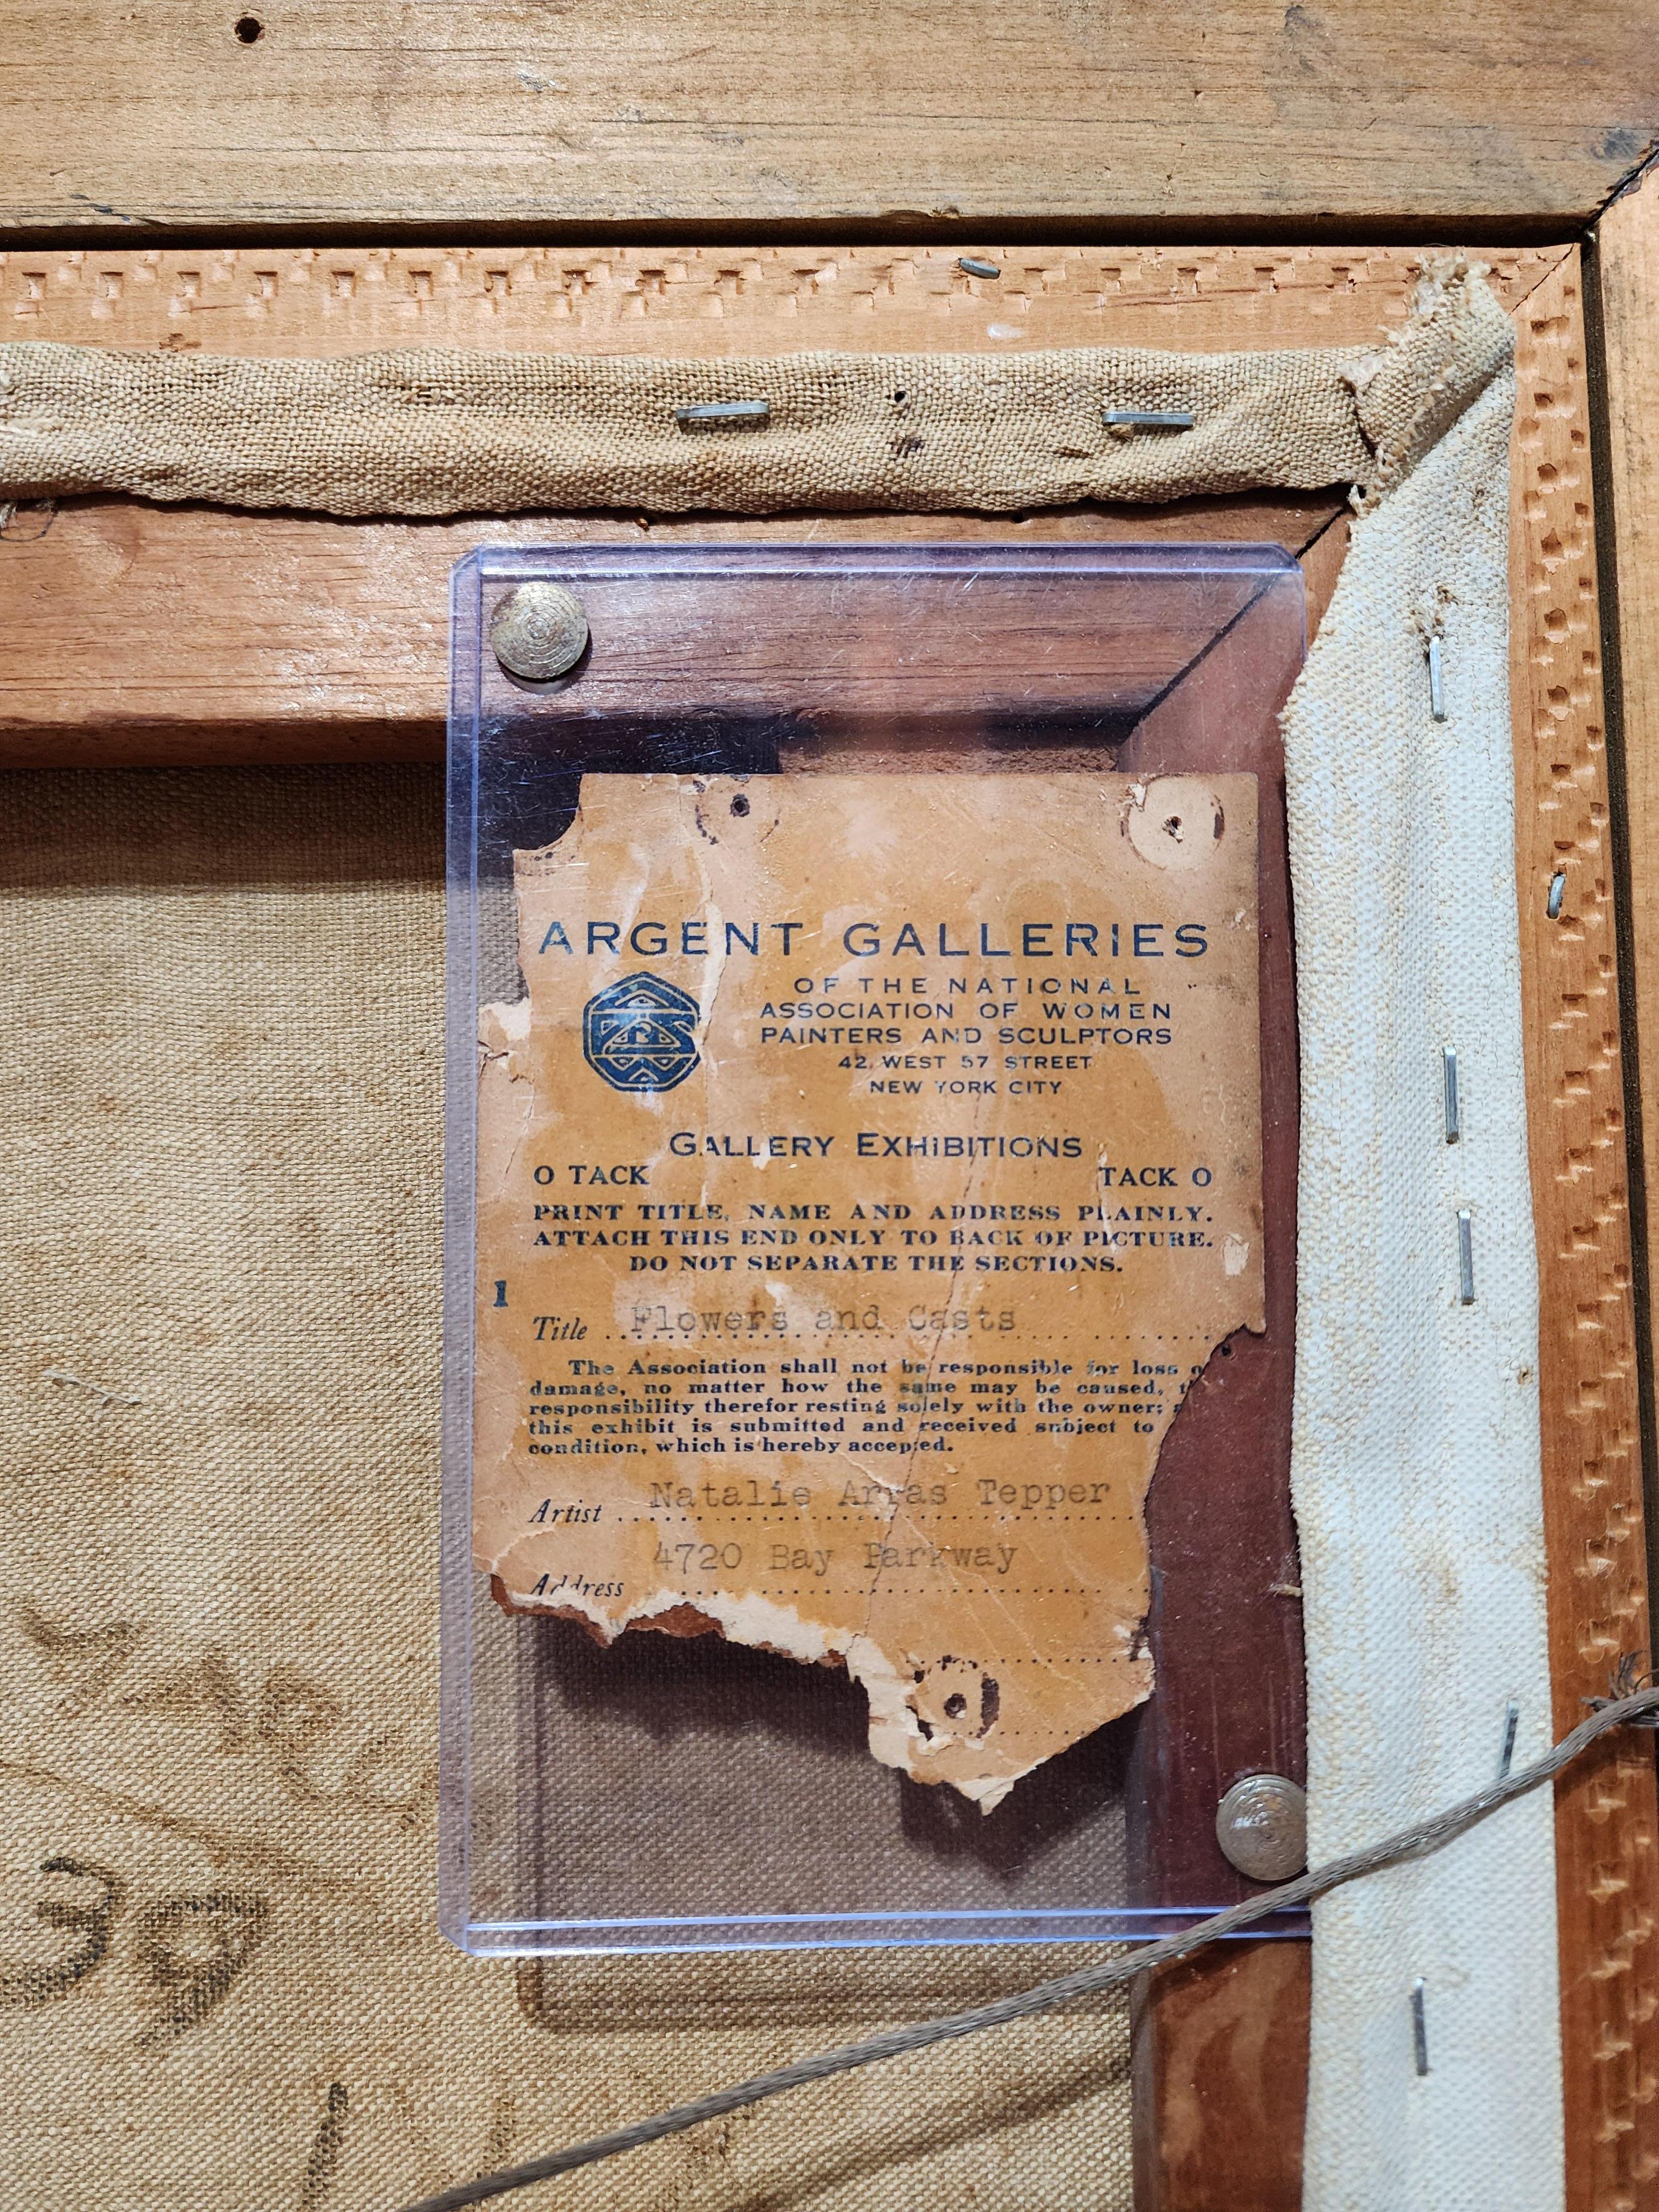 ARGENT GALLERIES
OF THE NATIONAL
ASSOCIATION OF WOMEN
PAINTERS AND SCULPTORS
42 WEST 57 STREET
NEW YORK CITY
GALLERY EXHIBITIONS
O TACK TACK O
PRINT TITLE, NAME AND ADDRESS PLAINLY.
ATTACH THIS END ONLY TO BACK OF PICTURE.
DO NOT SEPARATE THE SECTIONS.
1
Title Flowers and Casts
The Association shall not be responsible for loss o
damage, no matter how the same may be caused, t
responsibility therefor resting solely with the owner;
this exhibit is submitted and received subject to
condition, which is hereby accepted.
Artist Natalie Arras Tepper
Address 4720 Bay Parkway